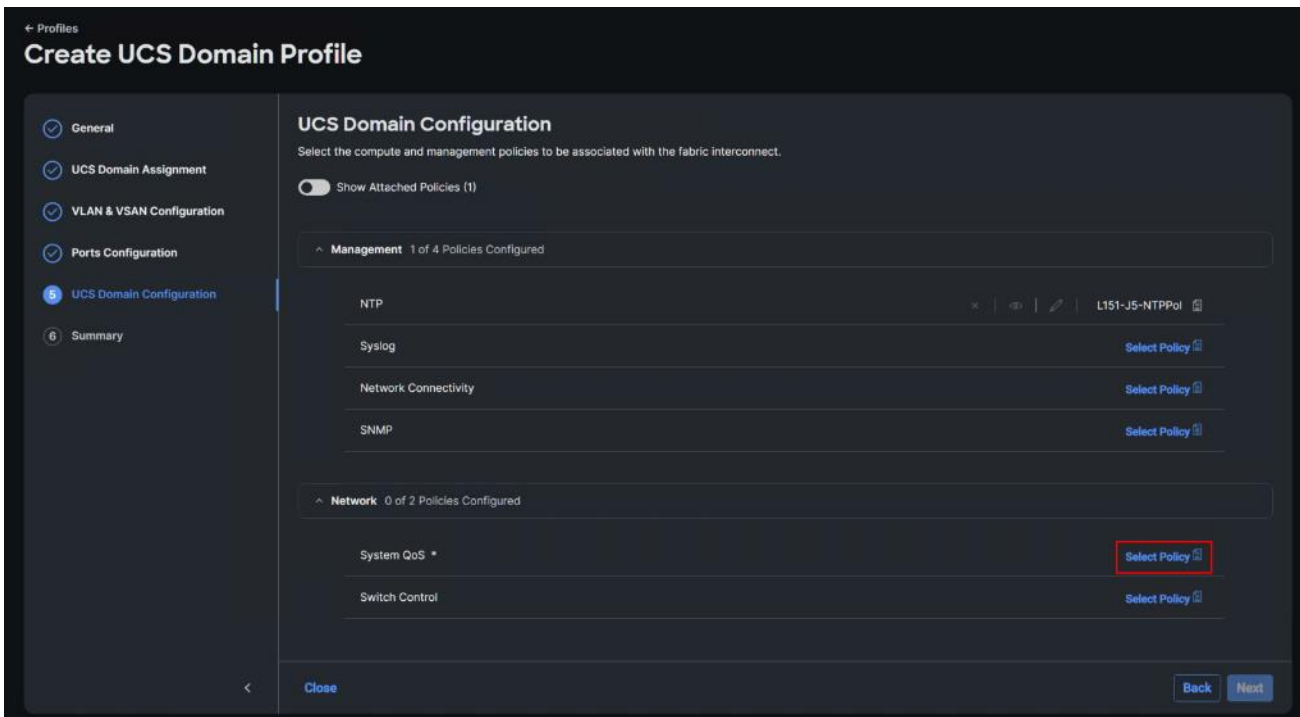 ← Profiles
Create UCS Domain Profile
General
UCS Domain Assignment
VLAN & VSAN Configuration
Ports Configuration
5 UCS Domain Configuration
6 Summary
UCS Domain Configuration
Select the compute and management policies to be associated with the fabric interconnect.
Show Attached Policies (1)
Management 1 of 4 Policies Configured
NTP L151-J5-NTPPol
Syslog Select Policy
Network Connectivity Select Policy
SNMP Select Policy
Network 0 of 2 Policies Configured
System QoS * Select Policy
Switch Control Select Policy
Close Back Next